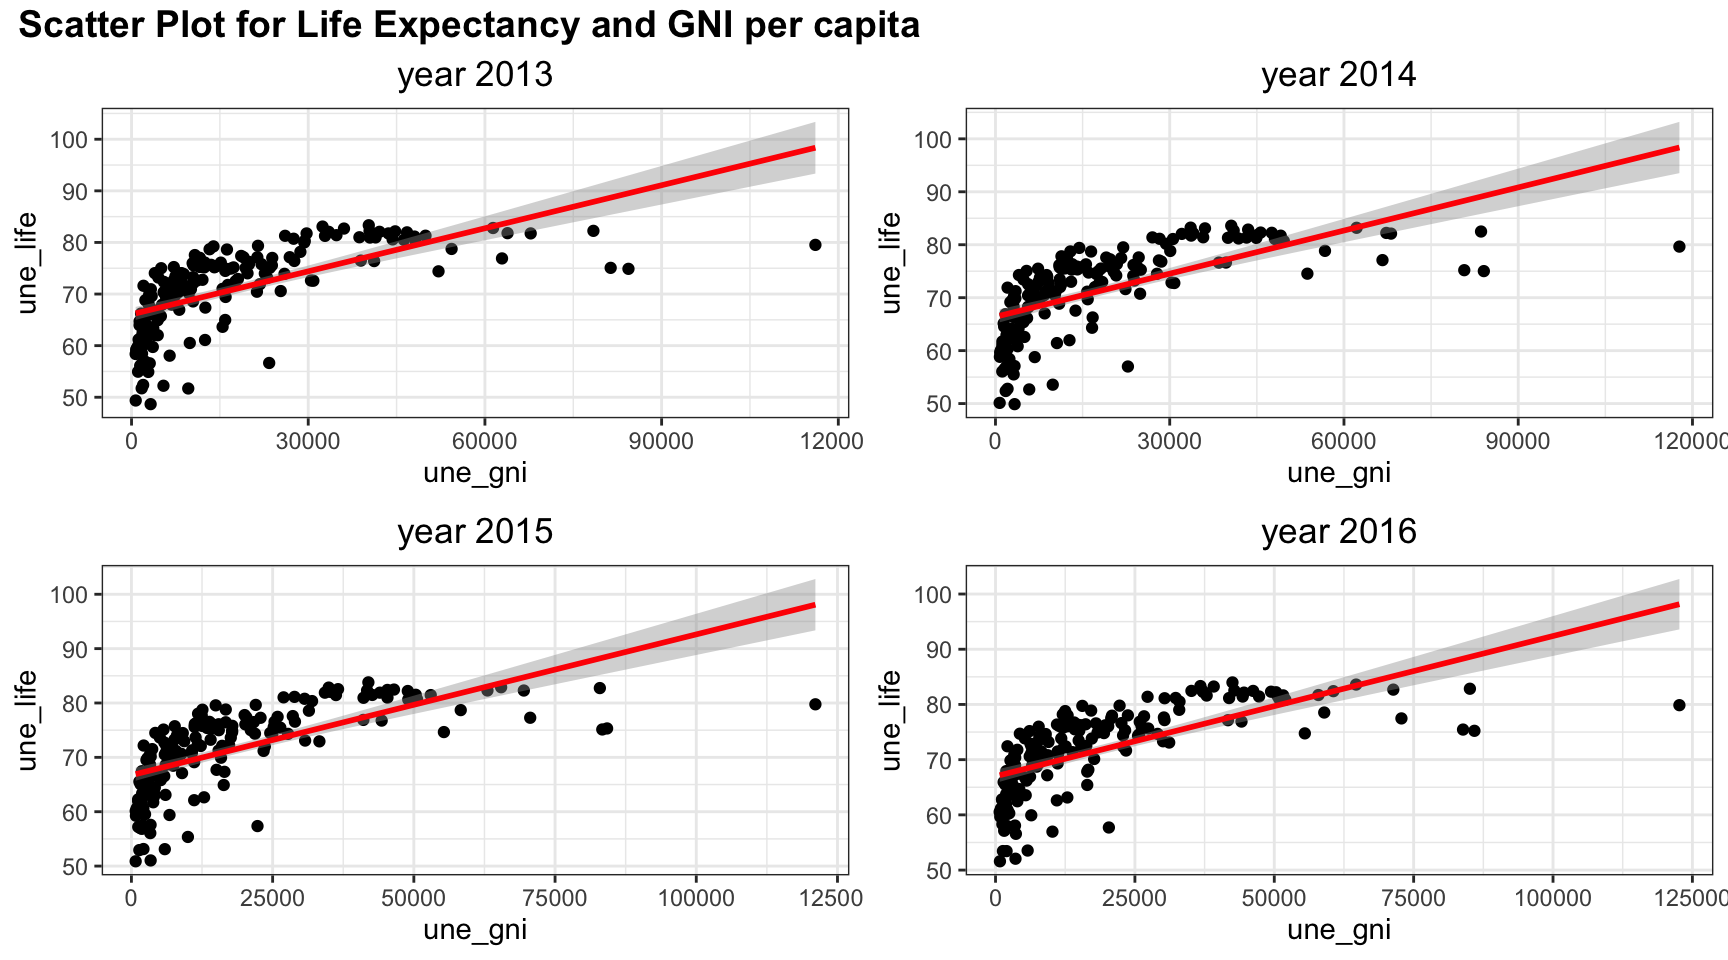 Scatter Plot for Life Expectancy and GNI per capita
year 2013
100
90
80
70
60
50
une_life
0 30000 60000 90000 12000
une_gni
year 2014
100
90
80
70
60
50
une_life
0 30000 60000 90000 120000
une_gni
year 2015
100
90
80
70
60
50
une_life
0 25000 50000 75000 100000 12500
une_gni
year 2016
100
90
80
70
60
50
une_life
0 25000 50000 75000 100000 125000
une_gni